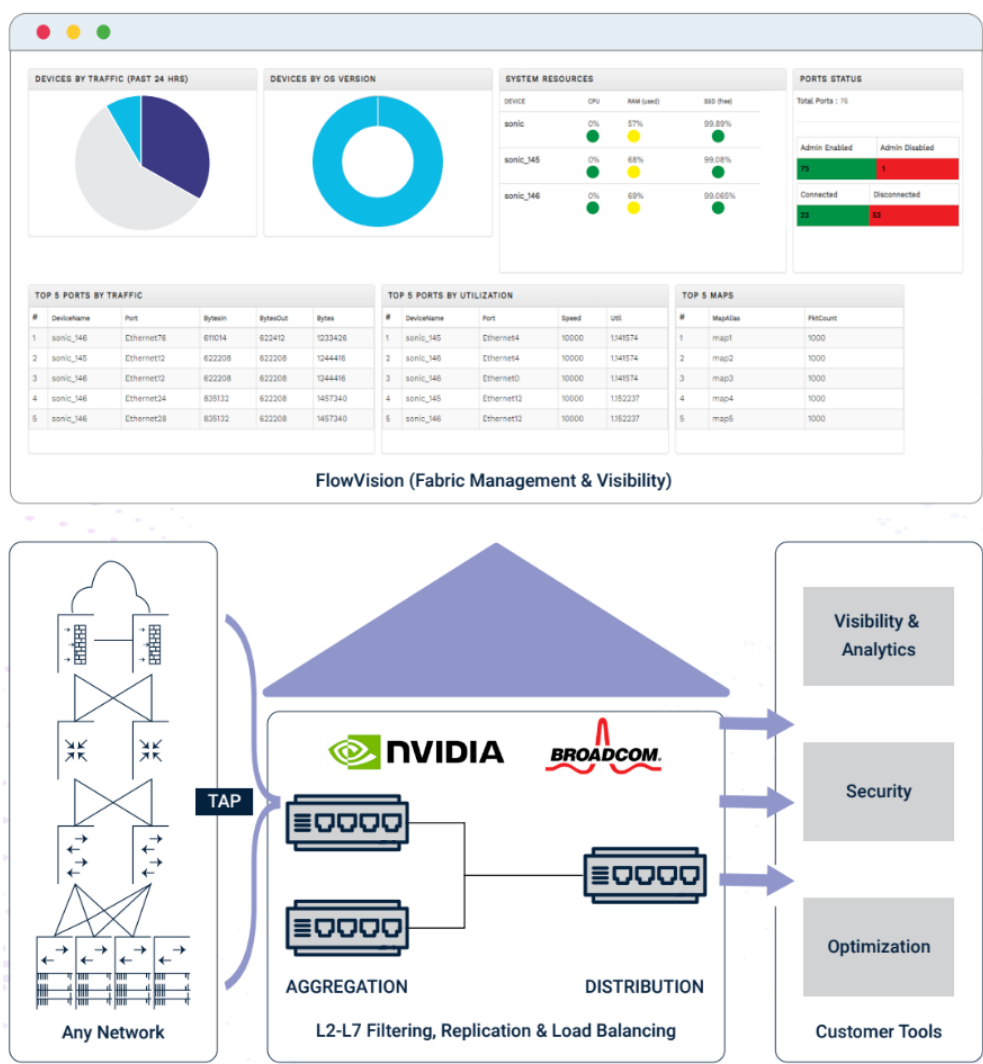 DEVICES BY TRAFFIC (PAST 24 HRS)
DEVICES BY OS VERSION
SYSTEM RESOURCES
DEVICE CPU RAM (used) SSD (free)
sonic 0% 57% 99.89%
sonic_145 0% 68% 99.08%
sonic_146 0% 69% 99.065%
PORTS STATUS
Total Ports : 76
Admin Enabled Admin Disabled
75 1
Connected Disconnected
23 53
TOP 5 PORTS BY TRAFFIC
# DeviceName Port BytesIn BytesOut Bytes
1 sonic_146 Ethernet76 611014 622412 1233426
2 sonic_145 Ethernet12 622208 622208 1244416
3 sonic_146 Ethernet12 622208 622208 1244416
4 sonic_146 Ethernet24 835132 622208 1457340
5 sonic_146 Ethernet28 835132 622208 1457340
TOP 5 PORTS BY UTILIZATION
# DeviceName Port Speed Util
1 sonic_145 Ethernet4 10000 1.141574
2 sonic_146 Ethernet4 10000 1.141574
3 sonic_146 Ethernet0 10000 1.141574
4 sonic_145 Ethernet12 10000 1.152237
5 sonic_146 Ethernet12 10000 1.152237
TOP 5 MAPS
# MapAlias PktCount
1 map1 1000
2 map2 1000
3 map3 1000
4 map4 1000
5 map5 1000
FlowVision (Fabric Management & Visibility)
TAP
Any Network
NVIDIA
BROADCOM.
AGGREGATION
DISTRIBUTION
L2-L7 Filtering, Replication & Load Balancing
Visibility &
Analytics
Security
Optimization
Customer Tools